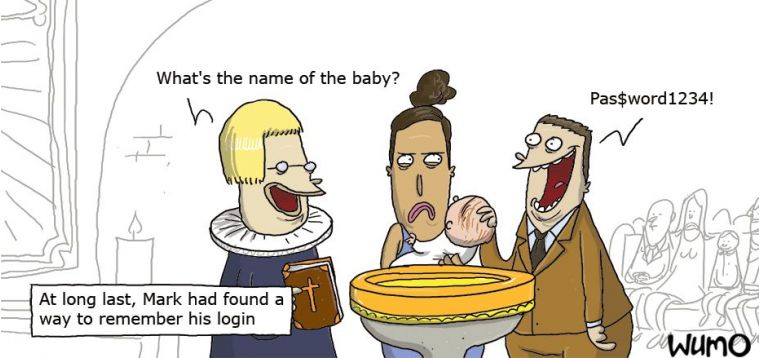 What's the name of the baby?
Pas$word1234!
At long last, Mark had found a
way to remember his login
WUMO